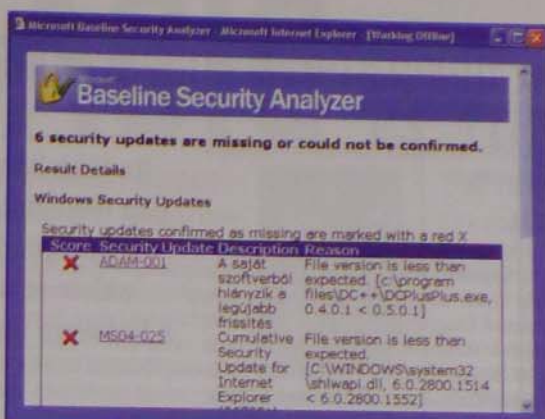 Microsoft Baseline Security Analyzer - Microsoft Internet Explorer - [Working Offline]
Microsoft
Baseline Security Analyzer
6 security updates are missing or could not be confirmed.
Result Details
Windows Security Updates
Security updates confirmed as missing are marked with a red X
Score Security Update Description Reason
ADAM-001 A saját File version is less than
szoftverból expected. [c:\program
hiányzik a files\DC++\DCPlusPlus.exe,
legújabb 0.4.0.1 < 0.5.0.1]
frissítés
MS04-025 Cumulative File version is less than
Security expected.
Update for [C:\WINDOWS\system32
Internet \shlwapi.dll, 6.0.2800.1514
Explorer < 6.0.2800.1552]